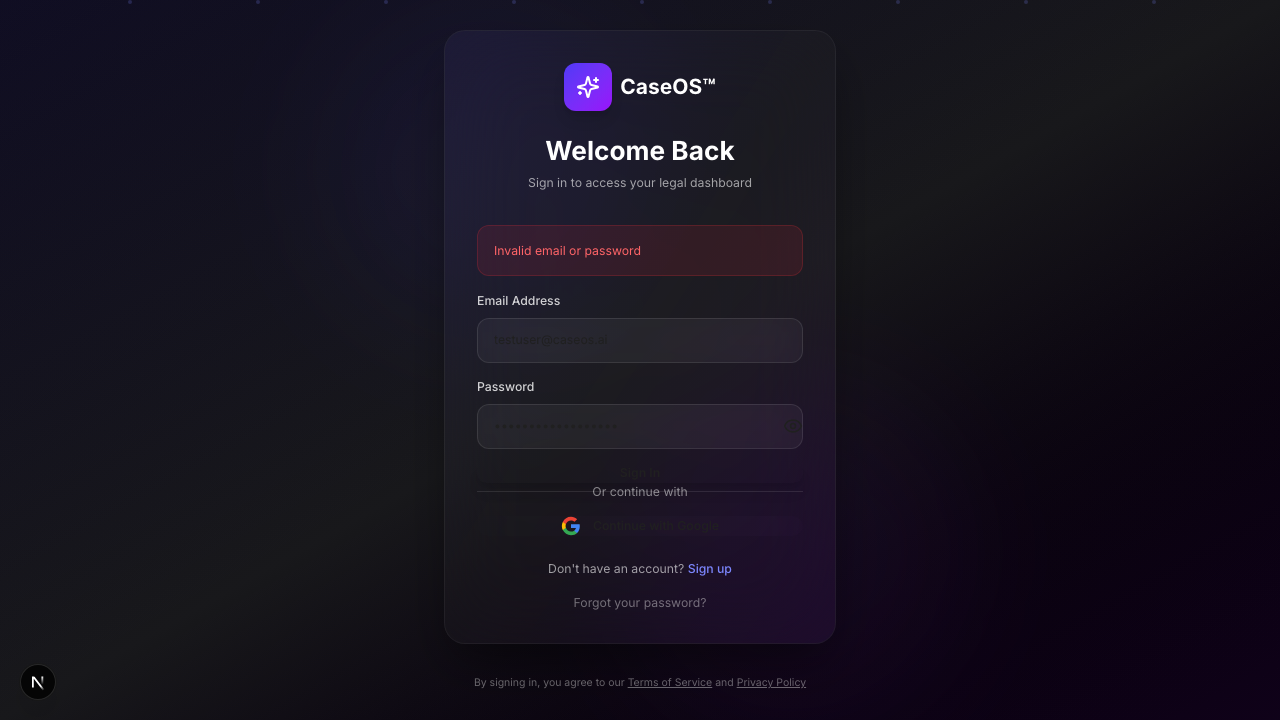 CaseOS™
Welcome Back
Sign in to access your legal dashboard
Invalid email or password
Email Address
testuser@caseos.ie
Password
Sign In
Or continue with
Continue with Google
Don't have an account? Sign up
Forgot your password?
By signing in, you agree to our Terms of Service and Privacy Policy